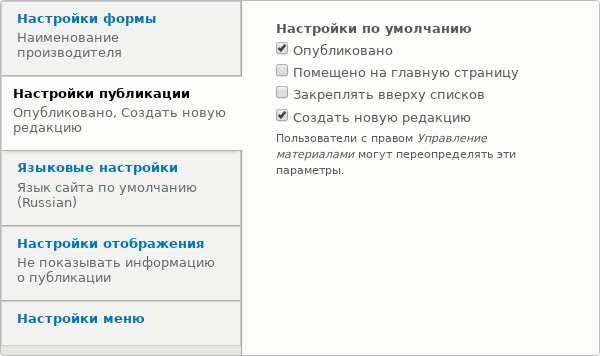 Настройки формы
Наименование
производителя
Настройки публикации
Опубликовано, Создать новую
редакцию
Языковые настройки
Язык сайта по умолчанию
(Russian)
Настройки отображения
Не показывать информацию
о публикации
Настройки меню
Настройки по умолчанию
Опубликовано
Помещено на главную страницу
Закреплять вверху списков
Создать новую редакцию
Пользователи с правом Управление
материалами могут переопределять эти
параметры.